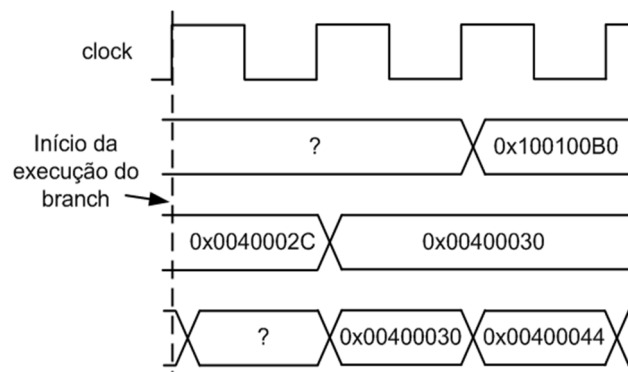 clock
Início da
execução do
branch
? 0x100100B0
0x0040002C 0x00400030
? 0x00400030 0x00400044